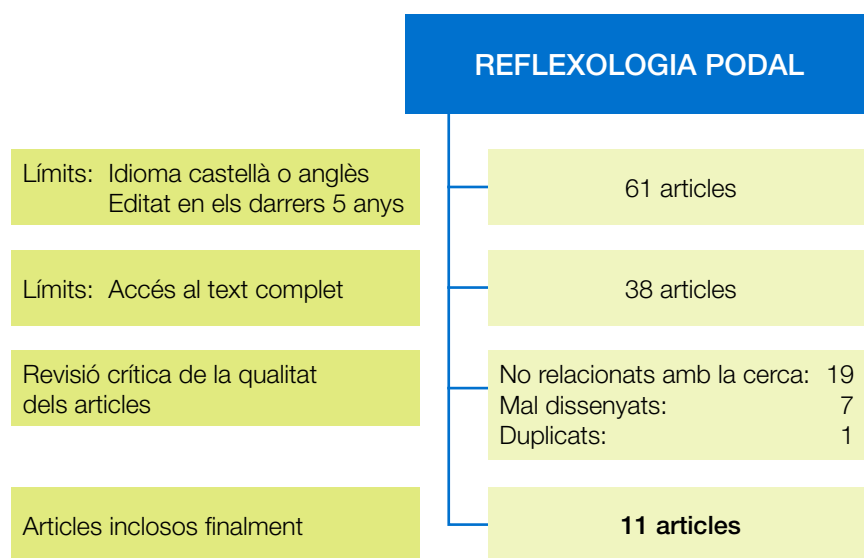 REFLEXOLOGIA PODAL
Límits: Idioma castellà o anglès
Editat en els darrers 5 anys
61 articles
Límits: Accés al text complet
38 articles
Revisió crítica de la qualitat
dels articles
No relacionats amb la cerca: 19
Mal dissenyats: 7
Duplicats: 1
Articles inclosos finalment
11 articles